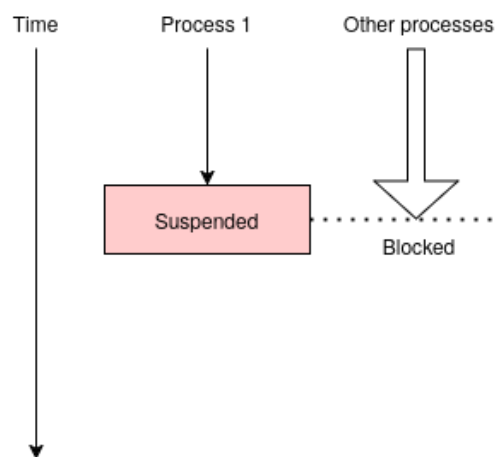 Time
Process 1
Other processes
Suspended
Blocked